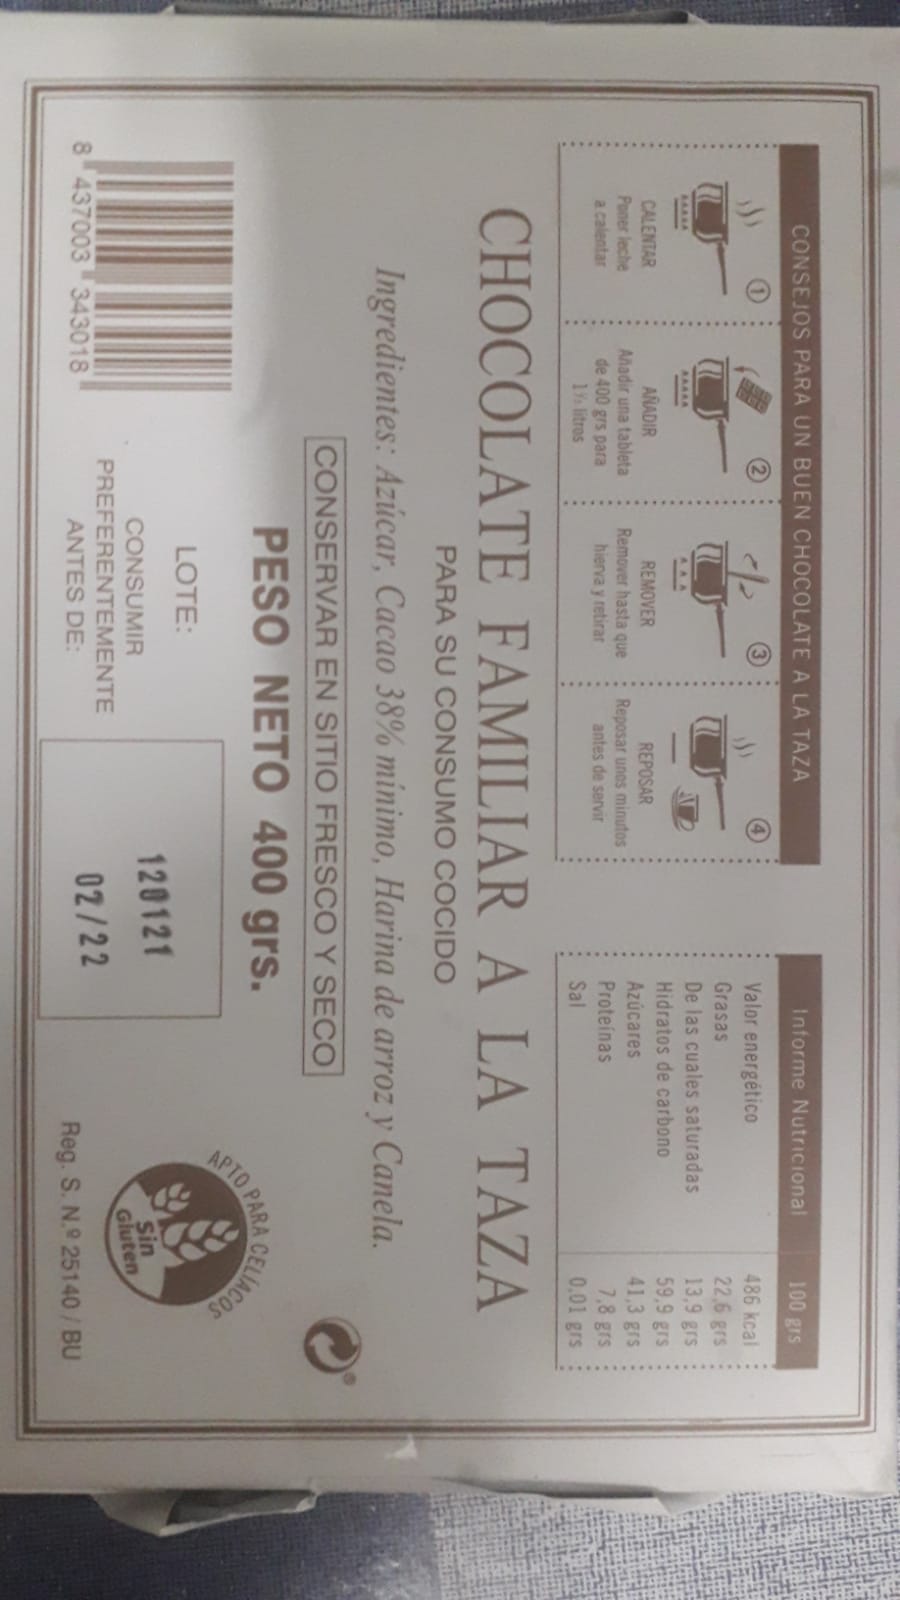 CONSEJOS PARA UN BUEN CHOCOLATE A LA TAZA
1
CALENTAR
Poner leche
a calentar
2
AÑADIR
Añadir una tableta
de 400 grs para
litros
3
REMOVER
Remover hasta que
hierva y retirar
4
REPOSAR
Reposar unos minutos
antes de servir
Informe Nutricional 100 grs
Valor energético 486 kcal
Grasas 22,6 grs
De las cuales saturadas 13,9 grs
Hidratos de carbono 59,9 grs
Azúcares 41,3 grs
Proteínas 7,8 grs
Sal 0,01 grs
CHOCOLATE FAMILIAR A LA TAZA
PARA SU CONSUMO COCIDO
Ingredientes: Azúcar, Cacao 38% mínimo, Harina de arroz y Canela.
CONSERVAR EN SITIO FRESCO Y SECO
PESO NETO 400 grs.
8 437003 343018
LOTE:
CONSUMIR
PREFERENTEMENTE
ANTES DE:
120121
02/22
APTO PARA CELÍACOS
Sin
Gluten
®
Reg. S. N.º 25140 / BU